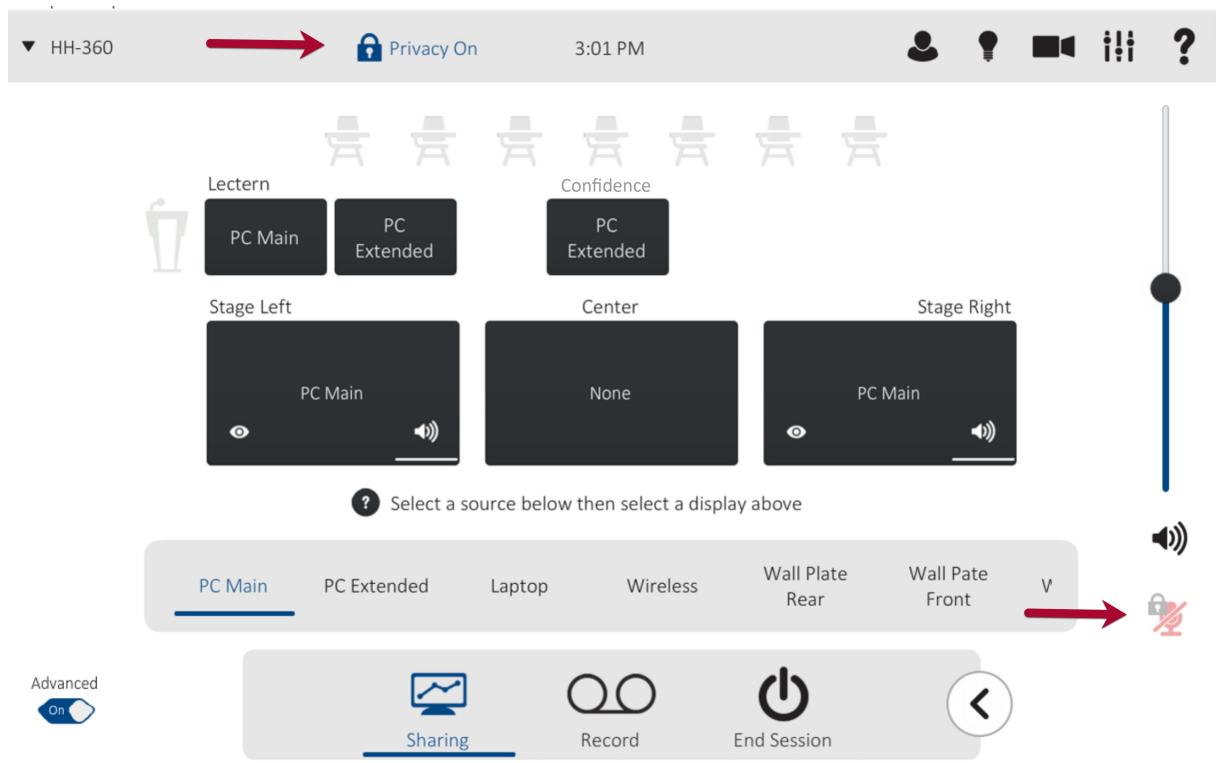 HH-360
Privacy On
3:01 PM
Lectern
Confidence
PC Main
PC
Extended
PC
Extended
Stage Left
Center
Stage Right
PC Main
None
PC Main
? Select a source below then select a display above
PC Main
PC Extended
Laptop
Wireless
Wall Plate
Rear
Wall Pate
Front
Advanced
On
Sharing
Record
End Session